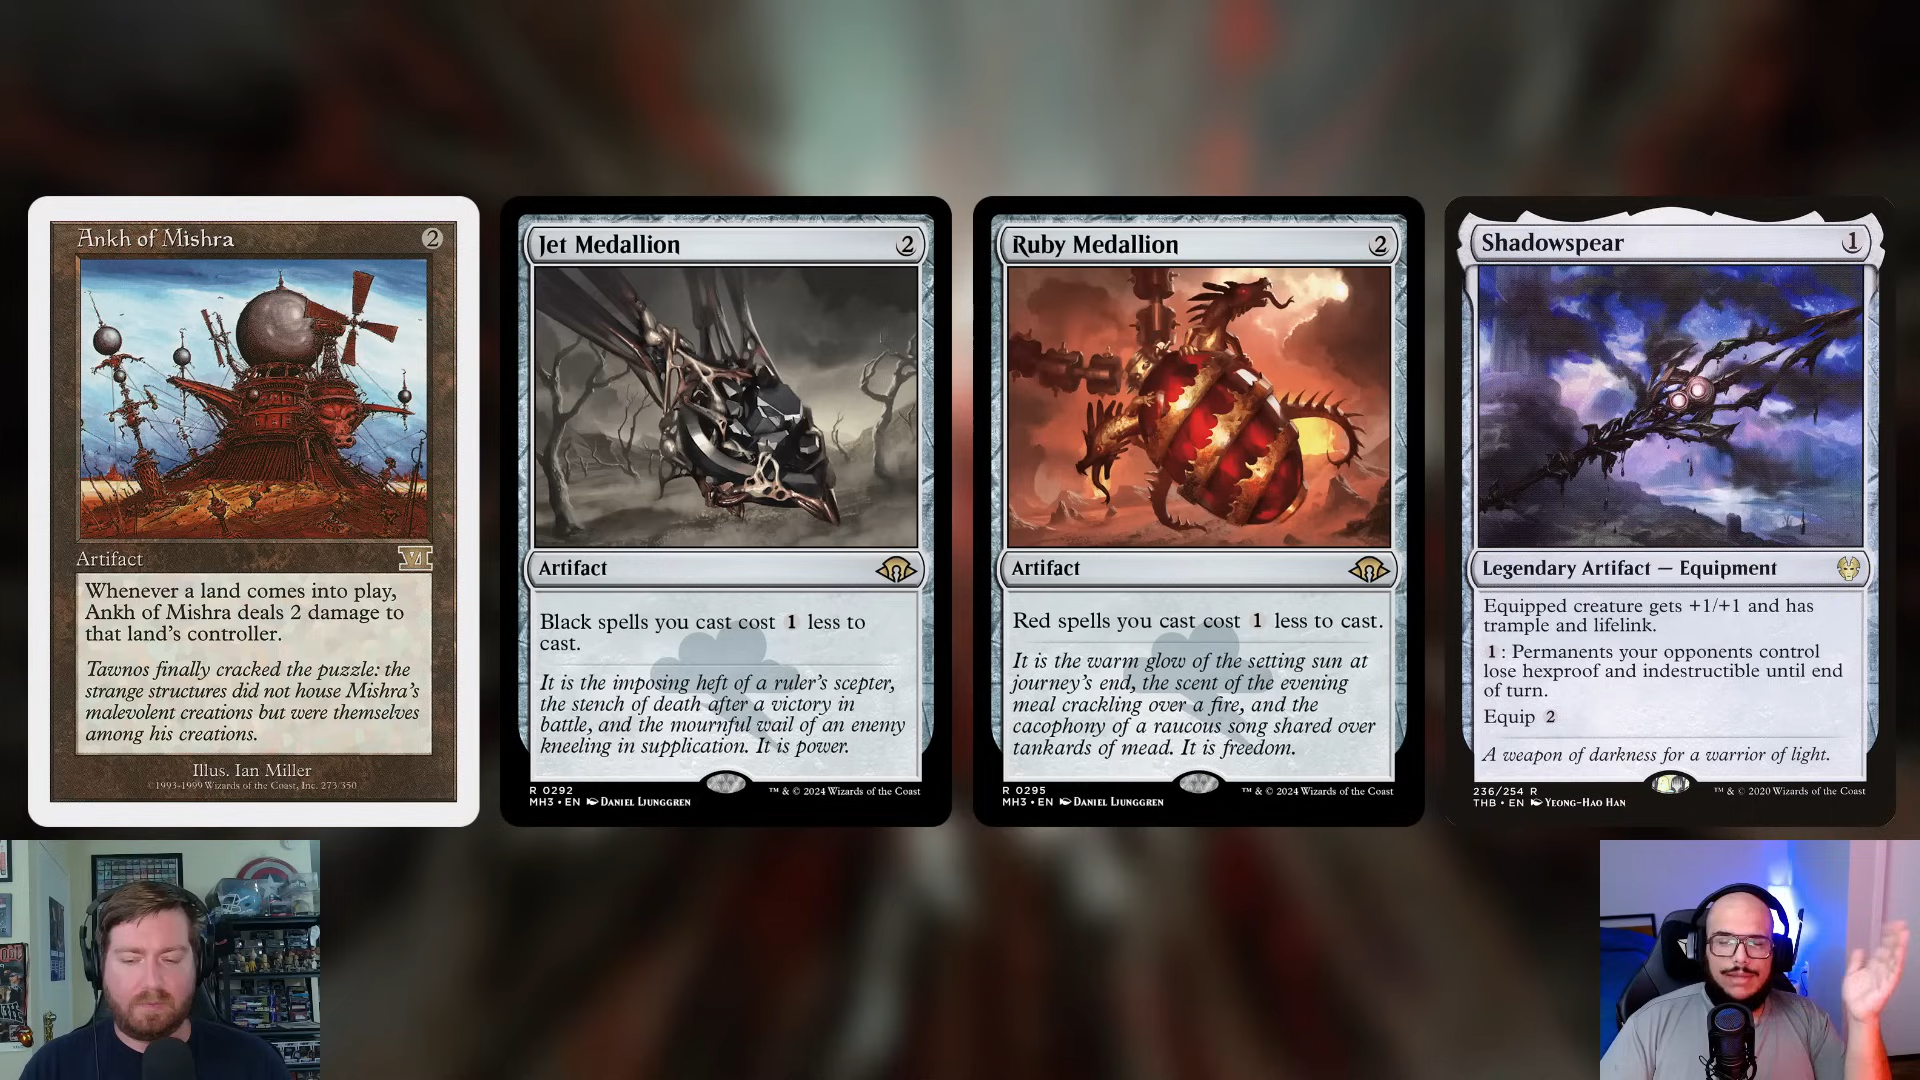 Ankh of Mishra 2
Artifact
Whenever a land comes into play,
Ankh of Mishra deals 2 damage to
that land's controller.
Tawnos finally cracked the puzzle: the
strange structures did not house Mishra's
malevolent creations but were themselves
among his creations.
Illus. Ian Miller
©1993-1999 Wizards of the Coast, Inc. 273/350
Jet Medallion 2
Artifact
Black spells you cast cost 1 less to
cast.
It is the imposing heft of a ruler's scepter,
the stench of death after a victory in
battle, and the mournful wail of an enemy
kneeling in supplication. It is power.
R 0292
MH3 • EN Daniel Ljunggren
™ & © 2024 Wizards of the Coast
Ruby Medallion 2
Artifact
Red spells you cast cost 1 less to cast.
It is the warm glow of the setting sun at
journey's end, the scent of the evening
meal crackling over a fire, and the
cacophony of a raucous song shared over
tankards of mead. It is freedom.
R 0295
MH3 • EN Daniel Ljunggren
™ & © 2024 Wizards of the Coast
Shadowspear 1
Legendary Artifact — Equipment
Equipped creature gets +1/+1 and has
trample and lifelink.
1: Permanents your opponents control
lose hexproof and indestructible until end
of turn.
Equip 2
A weapon of darkness for a warrior of light.
236/254 R
THB • EN Yeong-Hao Han
™ & © 2020 Wizards of the Coast